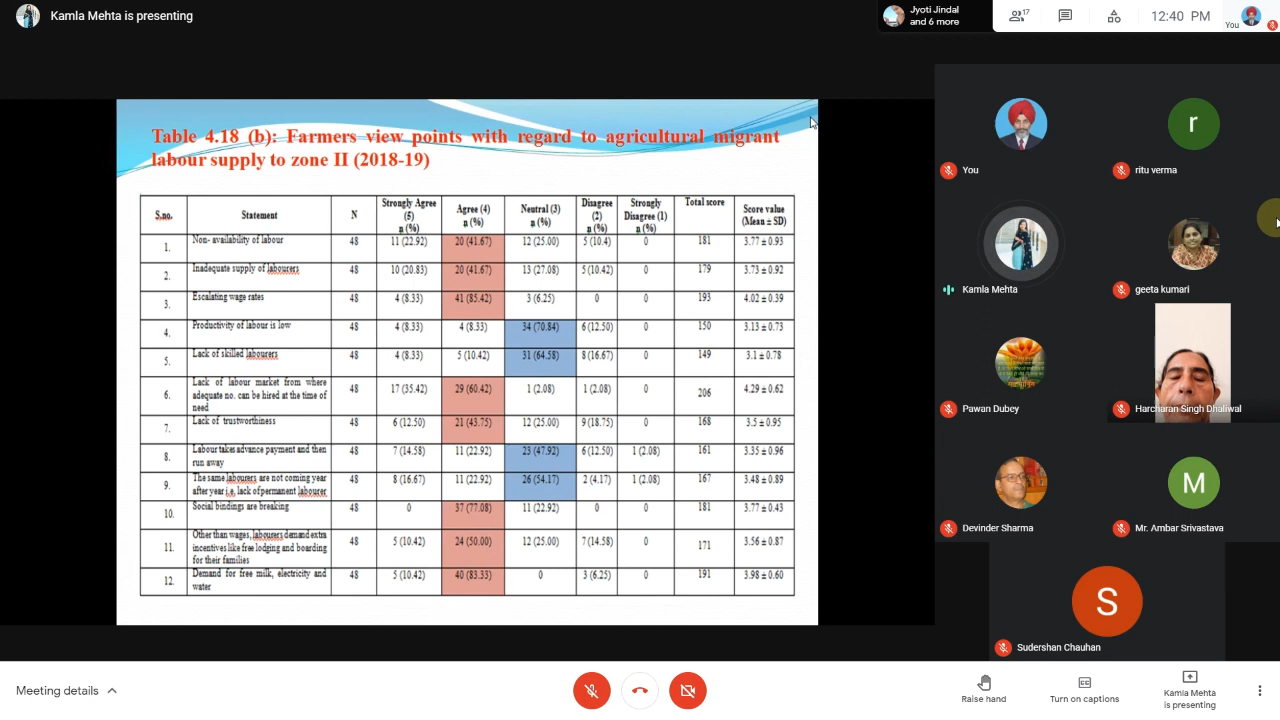 Kamla Mehta is presenting
Jyoti Jindal
and 6 more
17
12:40 PM
You
Table 4.18 (b): Farmers view points with regard to agricultural migrant
labour supply to zone II (2018-19)
S.no. Statement N Strongly Agree (5) n (%) Agree (4) n (%) Neutral (3) n (%) Disagree (2) n (%) Strongly Disagree (1) n (%) Total score Score value (Mean ± SD)
1. Non- availability of labour 48 11 (22.92) 20 (41.67) 12 (25.00) 5 (10.4) 0 181 3.77 ± 0.93
2. Inadequate supply of labourers 48 10 (20.83) 20 (41.67) 13 (27.08) 5 (10.42) 0 179 3.73 ± 0.92
3. Escalating wage rates 48 4 (8.33) 41 (85.42) 3 (6.25) 0 0 193 4.02 ± 0.39
4. Productivity of labour is low 48 4 (8.33) 4 (8.33) 34 (70.84) 6 (12.50) 0 150 3.13 ± 0.73
5. Lack of skilled labourers 48 4 (8.33) 5 (10.42) 31 (64.58) 8 (16.67) 0 149 3.1 ± 0.78
6. Lack of labour market from where
adequate no. can be hired at the time of
need 48 17 (35.42) 29 (60.42) 1 (2.08) 1 (2.08) 0 206 4.29 ± 0.62
7. Lack of trustworthiness 48 6 (12.50) 21 (43.75) 12 (25.00) 9 (18.75) 0 168 3.5 ± 0.95
8. Labour takes advance payment and then
run away 48 7 (14.58) 11 (22.92) 23 (47.92) 6 (12.50) 1 (2.08) 161 3.35 ± 0.96
9. The same labourers are not coming year
after year i.e, lack of permanent labourer 48 8 (16.67) 11 (22.92) 26 (54.17) 2 (4.17) 1 (2.08) 167 3.48 ± 0.89
10. Social bindings are breaking 48 0 37 (77.08) 11 (22.92) 0 0 181 3.77 ± 0.43
11. Other than wages, labourers demand extra
incentives like free lodging and boarding
for their families 48 5 (10.42) 24 (50.00) 12 (25.00) 7 (14.58) 0 171 3.56 ± 0.87
12. Demand for free milk, electricity and
water 48 5 (10.42) 40 (83.33) 0 3 (6.25) 0 191 3.98 ± 0.60
You
r
ritu verma
Kamla Mehta
geeta kumari
Pawan Dubey
Harcharan Singh Dhaliwal
Devinder Sharma
M
Mr. Ambar Srivastava
S
Sudershan Chauhan
Meeting details
Raise hand
Turn on captions
Kamla Mehta
is presenting